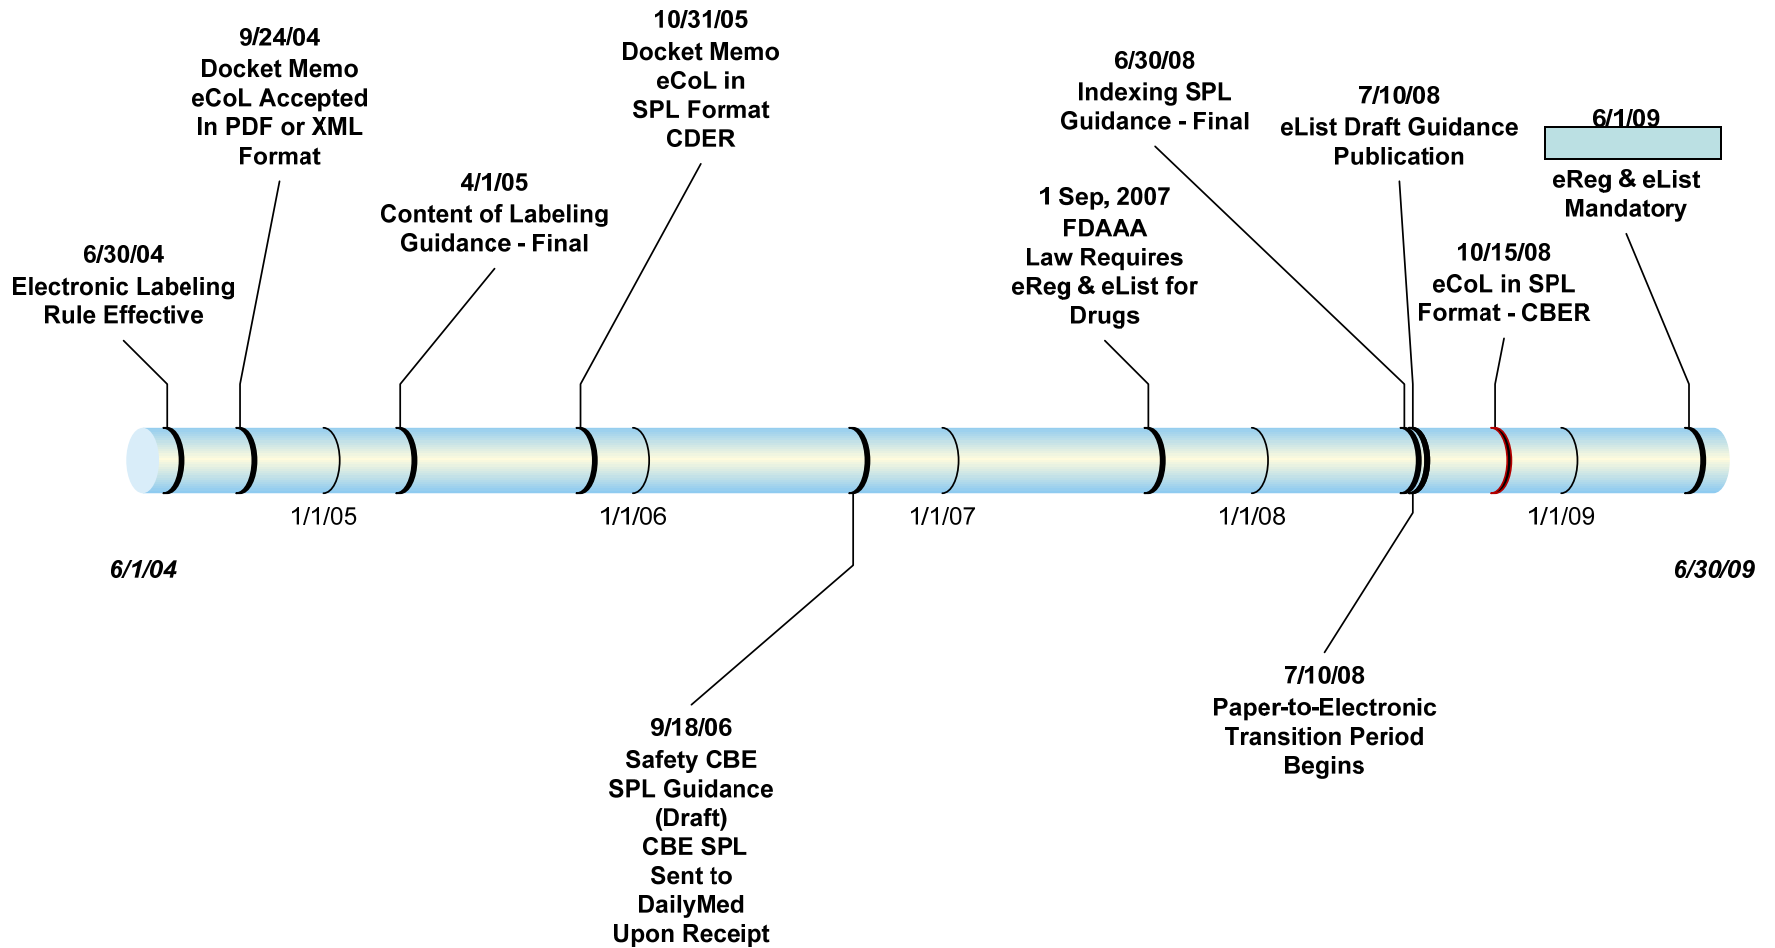 9/24/04
Docket Memo
eCoL Accepted
In PDF or XML
Format
10/31/05
Docket Memo
eCoL in
SPL Format
CDER
6/30/08
Indexing SPL
Guidance - Final
7/10/08
eList Draft Guidance
Publication
6/1/09
eReg & eList
Mandatory
4/1/05
Content of Labeling
Guidance - Final
1 Sep, 2007
FDAAA
Law Requires
eReg & eList for
Drugs
6/30/04
Electronic Labeling
Rule Effective
10/15/08
eCoL in SPL
Format - CBER
1/1/05
1/1/06
1/1/07
1/1/08
1/1/09
6/1/04
6/30/09
9/18/06
Safety CBE
SPL Guidance
(Draft)
CBE SPL
Sent to
DailyMed
Upon Receipt
7/10/08
Paper-to-Electronic
Transition Period
Begins